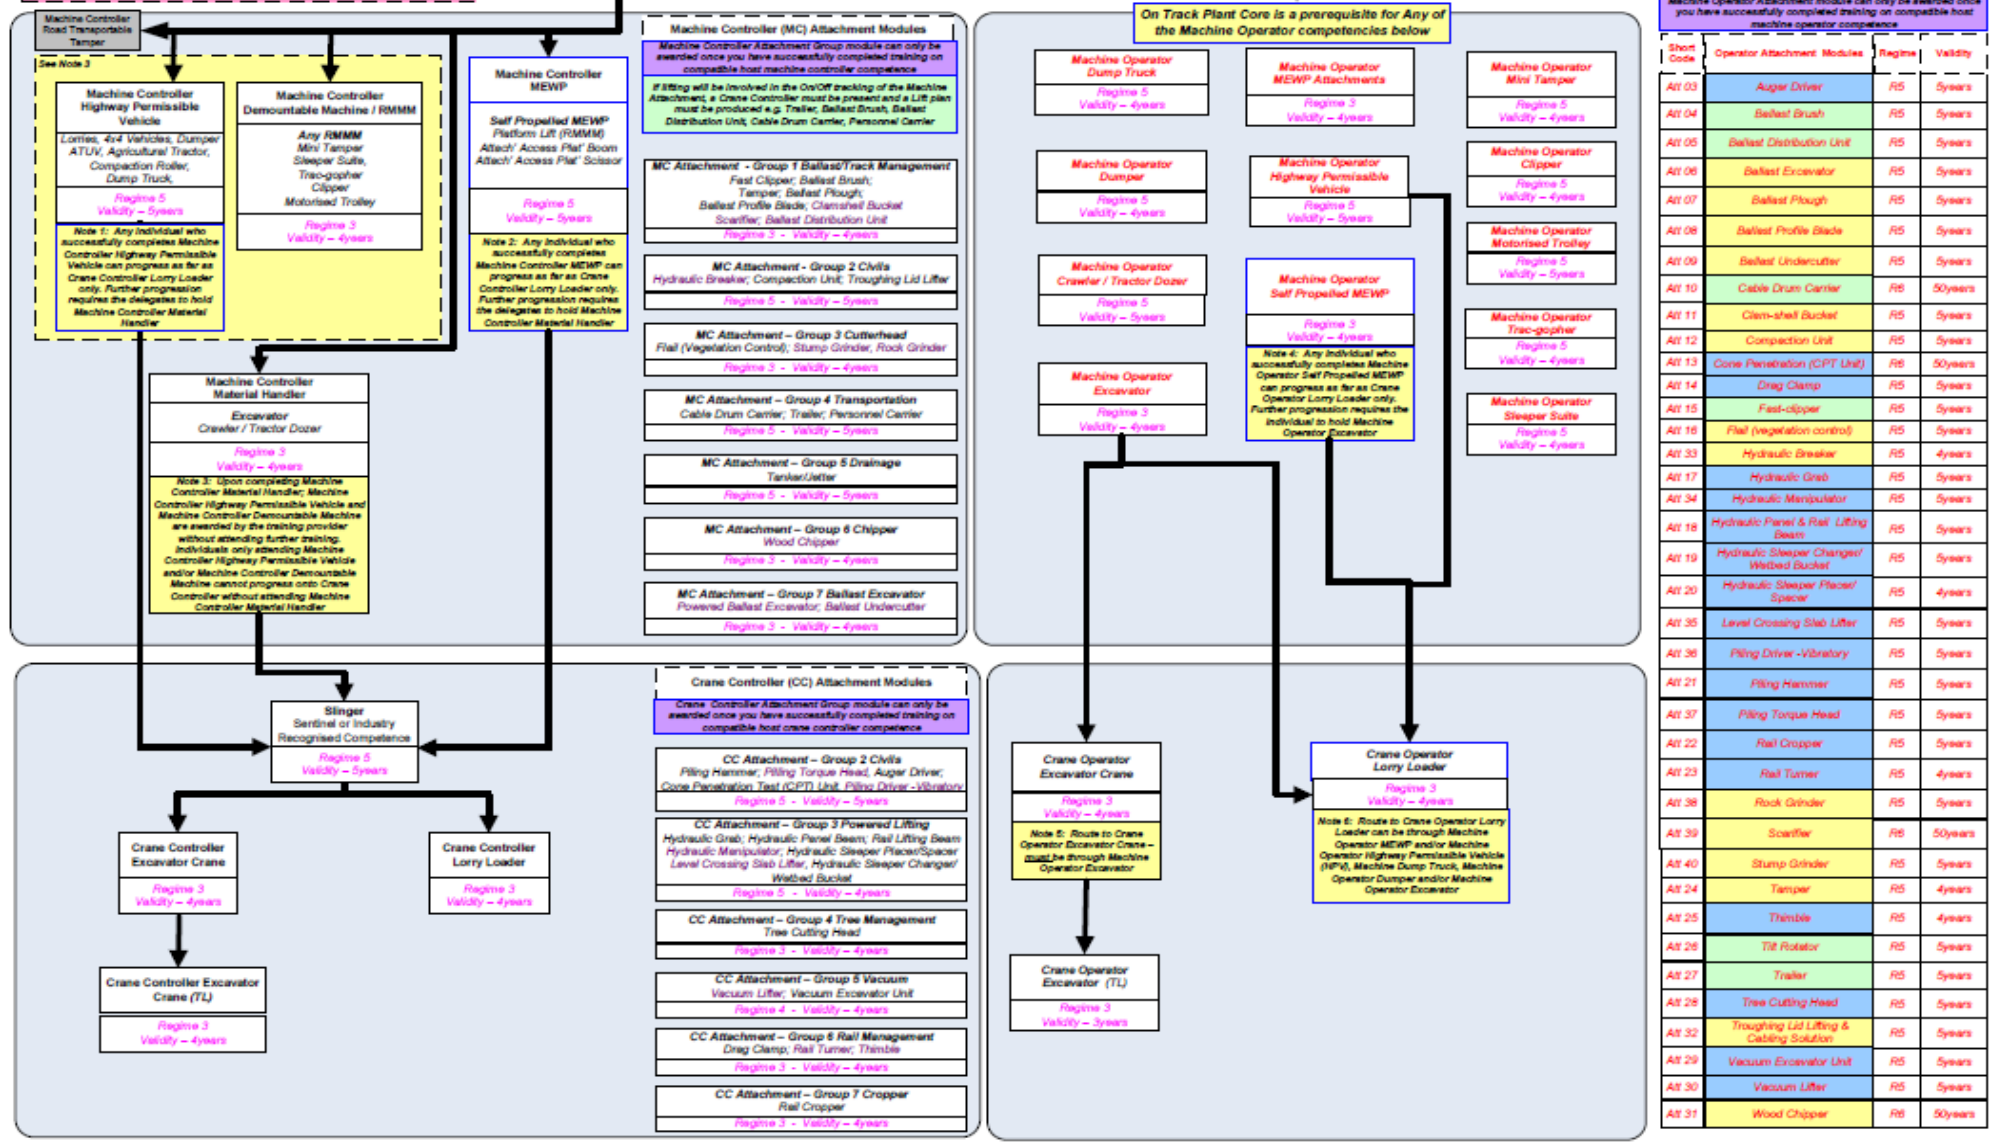 Machine Controller
Road Transportable
Tamper
See Note 3
Machine Controller
Highway Permissible
Vehicle
Lorries, 4x4 Vehicles, Dumper
ATUV, Agricultural Tractor,
Compaction Roller,
Dump Truck,
Regime 5
Validity – 5years
Note 1: Any individual who
successfully completes Machine
Controller Highway Permissible
Vehicle can progress as far as
Crane Controller Lorry Loader
only. Further progression
requires the delegates to hold
Machine Controller Material
Handler
Machine Controller
Demountable Machine / RMMM
Any RMMM
Mini Tamper
Sleeper Suite,
Trac-gopher
Clipper
Motorised Trolley
Regime 3
Validity – 4years
Machine Controller
MEWP
Self Propelled MEWP
Platform Lift (RMMM)
Attach' Access Plat' Boom
Attach' Access Plat' Scissor
Regime 5
Validity – 5years
Note 2: Any individual who
successfully completes
Machine Controller MEWP can
progress as far as Crane
Controller Lorry Loader only.
Further progression requires
the delegates to hold Machine
Controller Material Handler
Machine Controller
Material Handler
Excavator
Crawler / Tractor Dozer
Regime 3
Validity – 4years
Note 3: Upon completing Machine
Controller Material Handler; Machine
Controller Highway Permissible Vehicle and
Machine Controller Demountable Machine
are awarded by the training provider
without attending further training.
Individuals only attending Machine
Controller Highway Permissible Vehicle
and/or Machine Controller Demountable
Machine cannot progress onto Crane
Controller without attending Machine
Controller Material Handler
Machine Controller (MC) Attachment Modules
Machine Controller Attachment Group module can only be
awarded once you have successfully completed training on
compatible host machine controller competence
If lifting will be involved in the On/Off tracking of the Machine
Attachment, a Crane Controller must be present and a Lift plan
must be produced e.g. Trailer, Ballast Brush, Ballast
Distribution Unit, Cable Drum Carrier, Personnel Carrier
MC Attachment - Group 1 Ballast/Track Management
Fast Clipper; Ballast Brush;
Tamper; Ballast Plough;
Ballast Profile Blade; Clamshell Bucket
Scarifier; Ballast Distribution Unit
Regime 3 - Validity – 4years
MC Attachment - Group 2 Civils
Hydraulic Breaker; Compaction Unit; Troughing Lid Lifter
Regime 5 - Validity – 5years
MC Attachment – Group 3 Cutterhead
Flail (Vegetation Control); Stump Grinder, Rock Grinder
Regime 3 - Validity – 4years
MC Attachment – Group 4 Transportation
Cable Drum Carrier; Trailer; Personnel Carrier
Regime 5 - Validity – 5years
MC Attachment – Group 5 Drainage
Tanker/Jetter
Regime 5 - Validity – 5years
MC Attachment – Group 6 Chipper
Wood Chipper
Regime 3 - Validity – 4years
MC Attachment – Group 7 Ballast Excavator
Powered Ballast Excavator; Ballast Undercutter
Regime 3 - Validity – 4years
On Track Plant Core is a prerequisite for Any of
the Machine Operator competencies below
Machine Operator
Dump Truck
Regime 5
Validity – 4years
Machine Operator
MEWP Attachments
Regime 3
Validity – 4years
Machine Operator
Mini Tamper
Regime 5
Validity – 4years
Machine Operator
Dumper
Regime 5
Validity – 4years
Machine Operator
Highway Permissible
Vehicle
Regime 5
Validity – 5years
Machine Operator
Clipper
Regime 5
Validity – 4years
Machine Operator
Motorised Trolley
Regime 5
Validity – 5years
Machine Operator
Crawler / Tractor Dozer
Regime 5
Validity – 5years
Machine Operator
Self Propelled MEWP
Regime 3
Validity – 4years
Note 4: Any individual who
successfully completes Machine
Operator Self Propelled MEWP
can progress as far as Crane
Operator Lorry Loader only.
Further progression requires the
individual to hold Machine
Operator Excavator
Machine Operator
Trac-gopher
Regime 5
Validity – 4years
Machine Operator
Excavator
Regime 3
Validity – 4years
Machine Operator
Sleeper Suite
Regime 5
Validity – 4years
Slinger
Sentinel or Industry
Recognised Competence
Regime 5
Validity – 5years
Crane Controller
Excavator Crane
Regime 3
Validity – 4years
Crane Controller
Lorry Loader
Regime 3
Validity – 4years
Crane Controller Excavator
Crane (TL)
Regime 3
Validity – 4years
Crane Controller (CC) Attachment Modules
Crane Controller Attachment Group module can only be
awarded once you have successfully completed training on
compatible host crane controller competence
CC Attachment – Group 2 Civils
Piling Hammer; Piling Torque Head, Auger Driver;
Cone Penetration Test (CPT) Unit, Piling Driver -Vibratory
Regime 5 - Validity – 5years
CC Attachment – Group 3 Powered Lifting
Hydraulic Grab; Hydraulic Panel Beam; Rail Lifting Beam
Hydraulic Manipulator; Hydraulic Sleeper Placer/Spacer
Level Crossing Slab Lifter, Hydraulic Sleeper Changer/
Wetbed Bucket
Regime 5 - Validity – 4years
CC Attachment – Group 4 Tree Management
Tree Cutting Head
Regime 3 - Validity – 4years
CC Attachment – Group 5 Vacuum
Vacuum Lifter; Vacuum Excavator Unit
Regime 4 - Validity – 4years
CC Attachment – Group 6 Rail Management
Drag Clamp; Rail Turner; Thimble
Regime 3 - Validity – 4years
CC Attachment – Group 7 Cropper
Rail Cropper
Regime 3 - Validity – 4years
Crane Operator
Excavator Crane
Regime 3
Validity – 4years
Note 5: Route to Crane
Operator Excavator Crane –
must be through Machine
Operator Excavator
Crane Operator
Excavator (TL)
Regime 3
Validity – 3years
Crane Operator
Lorry Loader
Regime 3
Validity – 4years
Note 6: Route to Crane Operator Lorry
Loader can be through Machine
Operator MEWP and/or Machine
Operator Highway Permissible Vehicle
(HPV), Machine Dump Truck, Machine
Operator Dumper and/or Machine
Operator Excavator
Machine Operator Attachment module can only be awarded once
you have successfully completed training on compatible host
machine operator competence
Short Code Operator Attachment Modules Regime Validity
Att 03 Auger Driver R5 5years
Att 04 Ballast Brush R5 5years
Att 05 Ballast Distribution Unit R5 5years
Att 06 Ballast Excavator R5 5years
Att 07 Ballast Plough R5 5years
Att 08 Ballast Profile Blade R5 5years
Att 09 Ballast Undercutter R5 5years
Att 10 Cable Drum Carrier R6 50years
Att 11 Clam-shell Bucket R5 5years
Att 12 Compaction Unit R5 5years
Att 13 Cone Penetration (CPT Unit) R6 50years
Att 14 Drag Clamp R5 5years
Att 15 Fast-clipper R5 5years
Att 16 Flail (vegetation control) R5 5years
Att 33 Hydraulic Breaker R5 4years
Att 17 Hydraulic Grab R5 5years
Att 34 Hydraulic Manipulator R5 5years
Att 18 Hydraulic Panel & Rail Lifting Beam R5 5years
Att 19 Hydraulic Sleeper Changer/ Wetbed Bucket R5 5years
Att 20 Hydraulic Sleeper Placer/ Spacer R5 4years
Att 35 Level Crossing Slab Lifter R5 5years
Att 36 Piling Driver -Vibratory R5 5years
Att 21 Piling Hammer R5 5years
Att 37 Piling Torque Head R5 5years
Att 22 Rail Cropper R5 5years
Att 23 Rail Turner R5 4years
Att 38 Rock Grinder R5 5years
Att 39 Scarifier R6 50years
Att 40 Stump Grinder R5 5years
Att 24 Tamper R5 4years
Att 25 Thimble R5 4years
Att 26 Tilt Rotator R5 5years
Att 27 Trailer R5 5years
Att 28 Tree Cutting Head R5 5years
Att 32 Troughing Lid Lifting & Cabling Solution R5 5years
Att 29 Vacuum Excavator Unit R5 5years
Att 30 Vacuum Lifter R5 5years
Att 31 Wood Chipper R6 50years